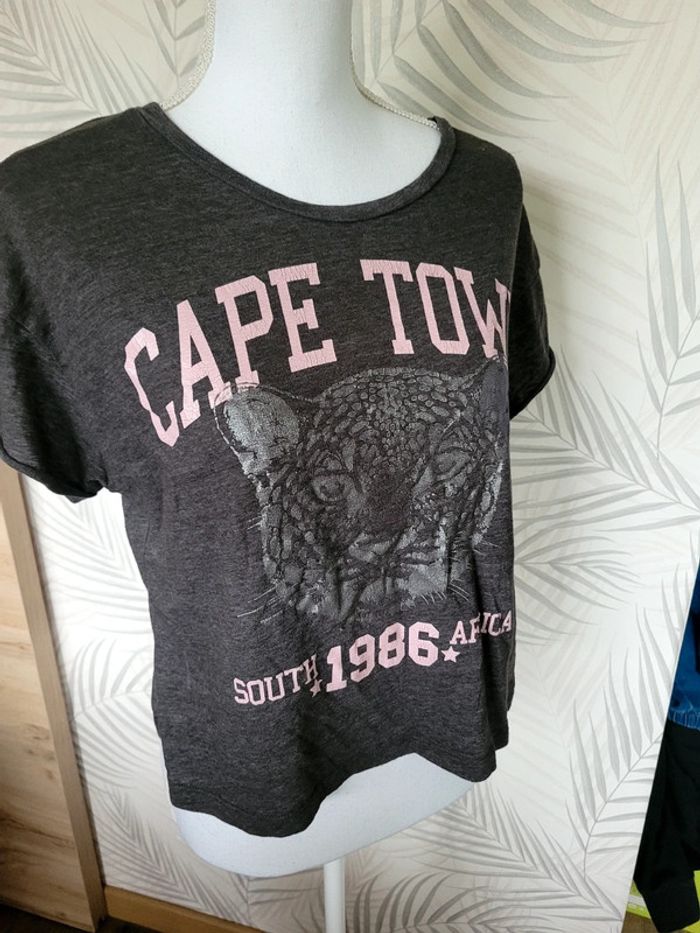 CAPE TOW
SOUTH ★ 1986 ★ AFRICA